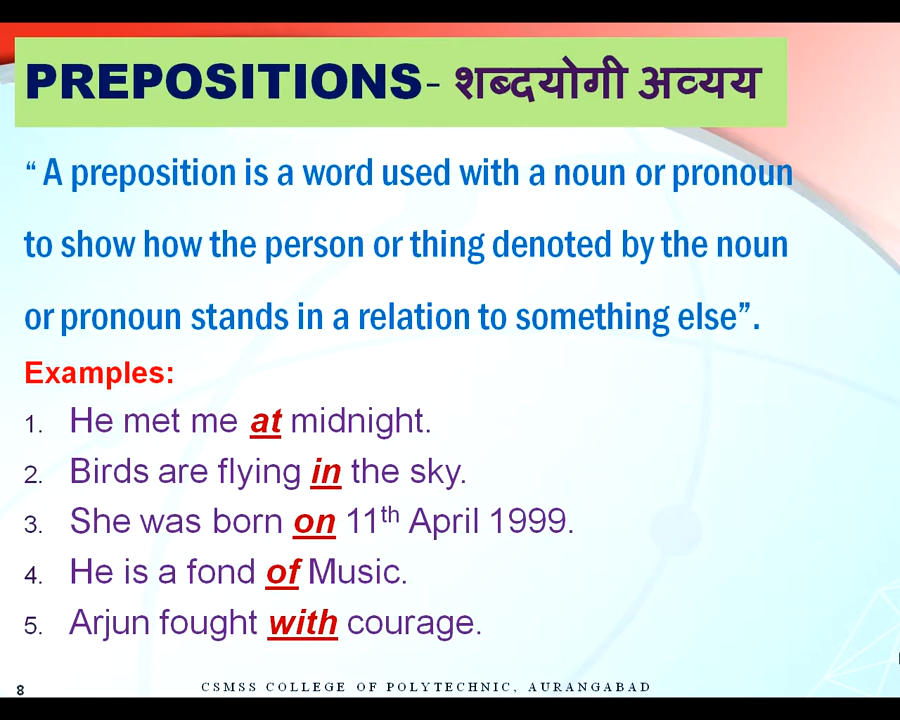 PREPOSITIONS- शब्दयोगी अव्यय
“ A preposition is a word used with a noun or pronoun
to show how the person or thing denoted by the noun
or pronoun stands in a relation to something else”.
Examples:
1. He met me at midnight.
2. Birds are flying in the sky.
3. She was born on 11th April 1999.
4. He is a fond of Music.
5. Arjun fought with courage.
8 CSMSS COLLEGE OF POLYTECHNIC, AURANGABAD